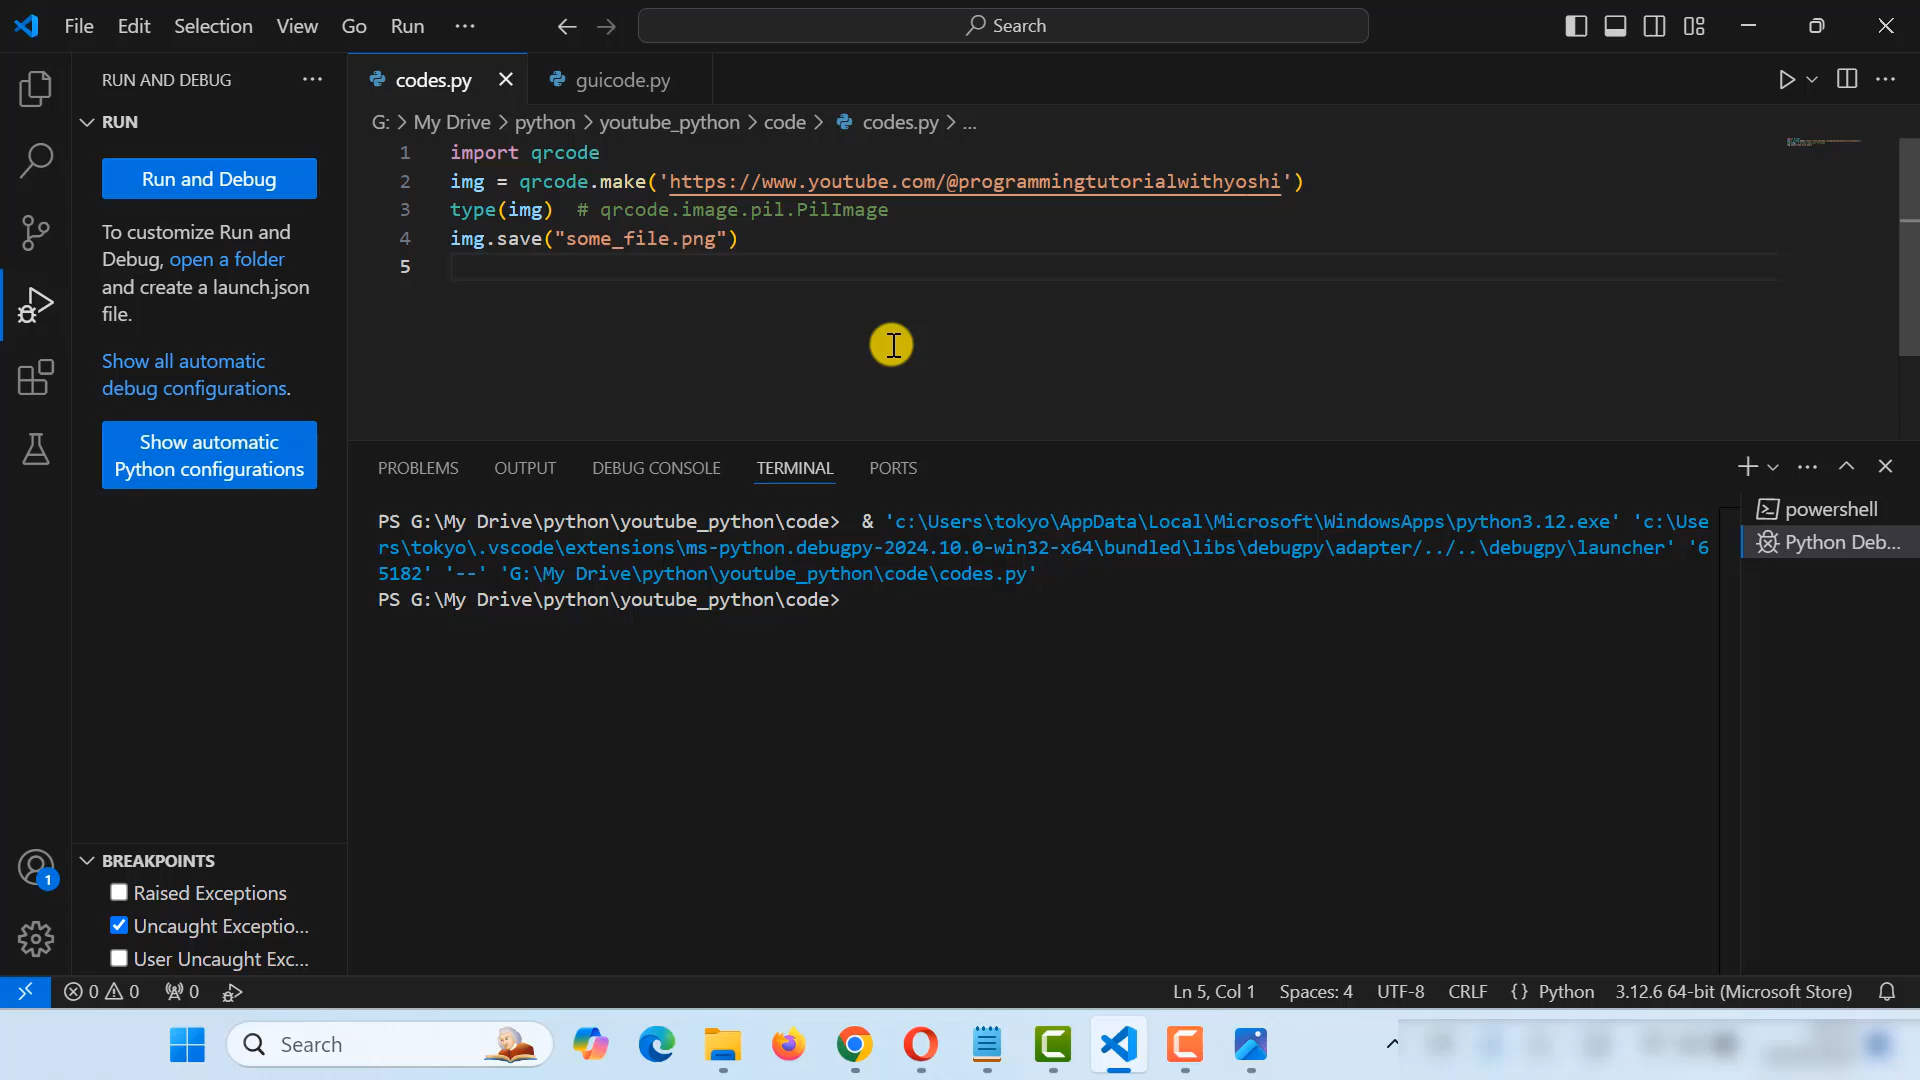 File Edit Selection View Go Run ···
Search
RUN AND DEBUG ···
RUN
Run and Debug
To customize Run and
Debug, open a folder
and create a launch.json
file.
Show all automatic
debug configurations.
Show automatic
Python configurations
BREAKPOINTS
Raised Exceptions
Uncaught Exceptio...
User Uncaught Exc...
codes.py guicode.py
G: > My Drive > python > youtube_python > code > codes.py > ...
1 import qrcode
2 img = qrcode.make('https://www.youtube.com/@programmingtutorialwithyoshi')
3 type(img)  # qrcode.image.pil.PilImage
4 img.save("some_file.png")
5
PROBLEMS OUTPUT DEBUG CONSOLE TERMINAL PORTS
PS G:\My Drive\python\youtube_python\code>  & 'c:\Users\tokyo\AppData\Local\Microsoft\WindowsApps\python3.12.exe' 'c:\Use
rs\tokyo\.vscode\extensions\ms-python.debugpy-2024.10.0-win32-x64\bundled\libs\debugpy\adapter/../..\debugpy\launcher' '6
5182' '--' 'G:\My Drive\python\youtube_python\code\codes.py'
PS G:\My Drive\python\youtube_python\code>
powershell
Python Deb...
1
0 0 0
Ln 5, Col 1 Spaces: 4 UTF-8 CRLF {} Python 3.12.6 64-bit (Microsoft Store)
Search